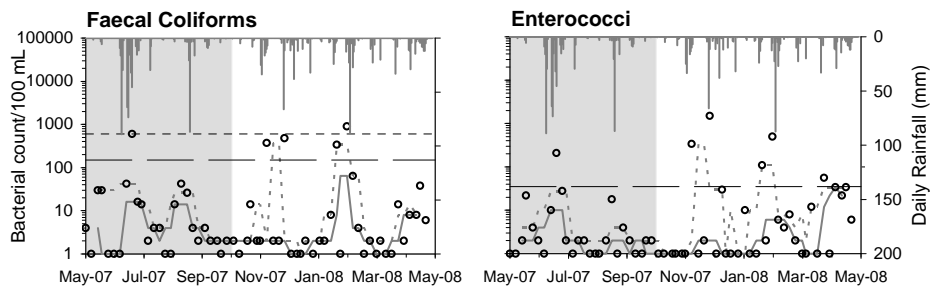 Faecal Coliforms
Enterococci
Bacterial count/100 mL
100000
10000
1000
100
10
1
May-07 Jul-07 Sep-07 Nov-07 Jan-08 Mar-08 May-08
May-07 Jul-07 Sep-07 Nov-07 Jan-08 Mar-08 May-08
0
50
100
150
200
Daily Rainfall (mm)